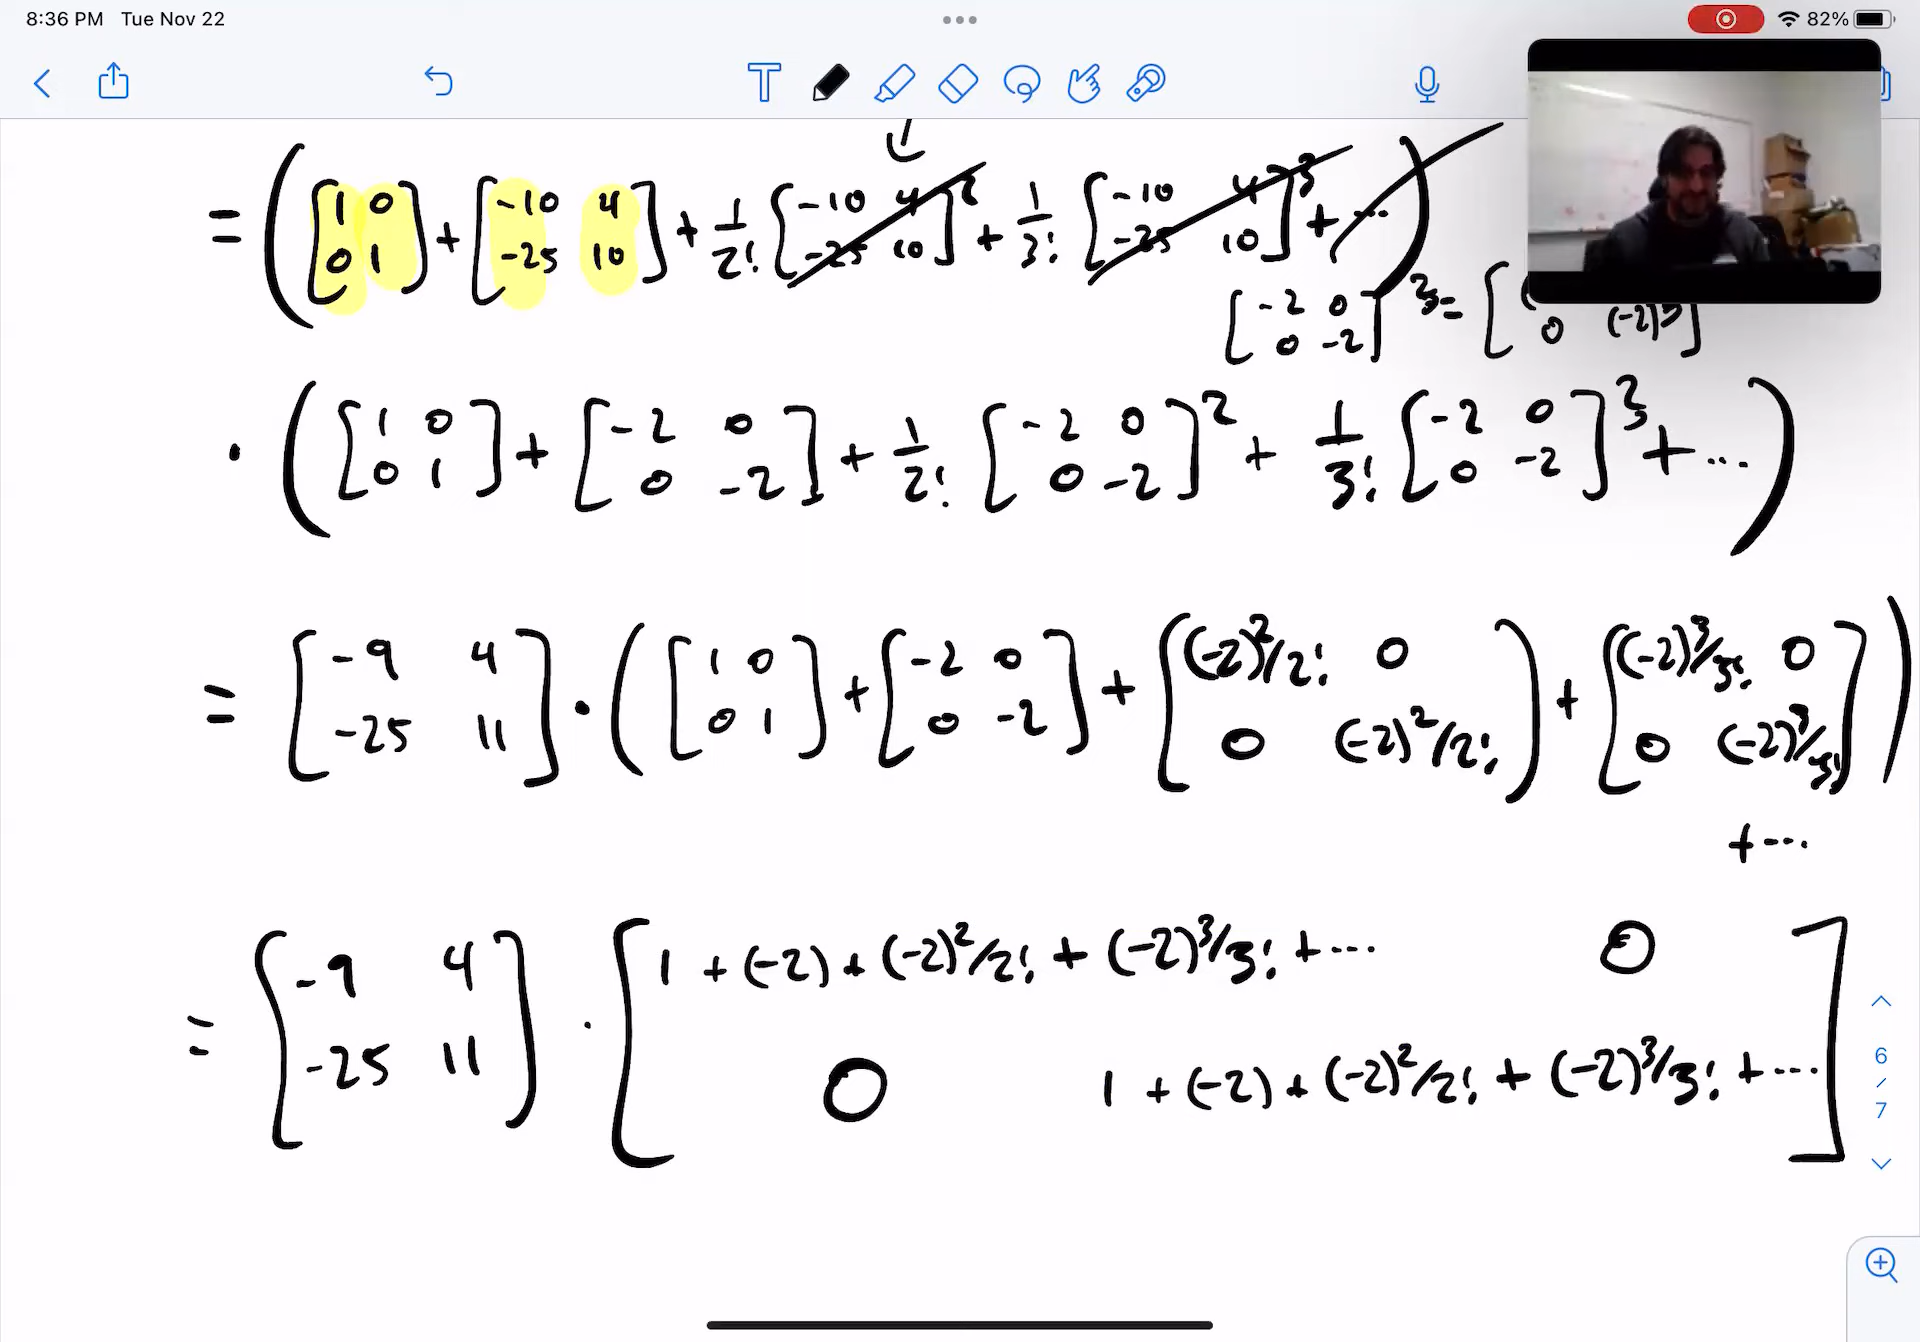 8:36 PM Tue Nov 22
82%
= ([1 0 0 1] + [-10 4 -25 10] + 1/2! [-10 4 -25 10]^2 + 1/3! [-10 4 -25 10]^3 + ...)
[-2 0 0 -2] = [ 0 (-2)
· ([1 0 0 1] + [-2 0 0 -2] + 1/2! [-2 0 0 -2]^2 + 1/3! [-2 0 0 -2]^3 + ...)
= [-9 4 -25 11] · ([1 0 0 1] + [-2 0 0 -2] + [(-2)^2/2! 0 0 (-2)^2/2!] + [(-2)^3/3! 0 0 (-2)^3/3!])
+ ...
= [-9 4 -25 11] · [1 + (-2) + (-2)^2/2! + (-2)^3/3! + ... 0
0 1 + (-2) + (-2)^2/2! + (-2)^3/3! + ...]
6/7